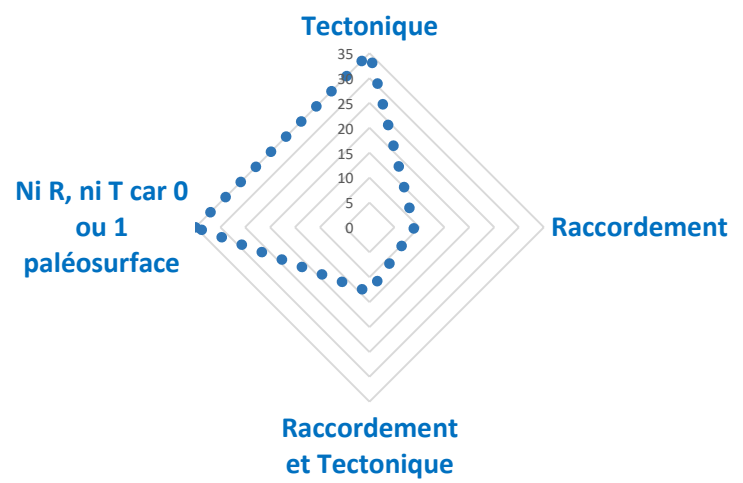 Tectonique
35
30
25
20
15
10
5
0
Ni R, ni T car 0
ou 1
paléosurface
Raccordement
Raccordement
et Tectonique